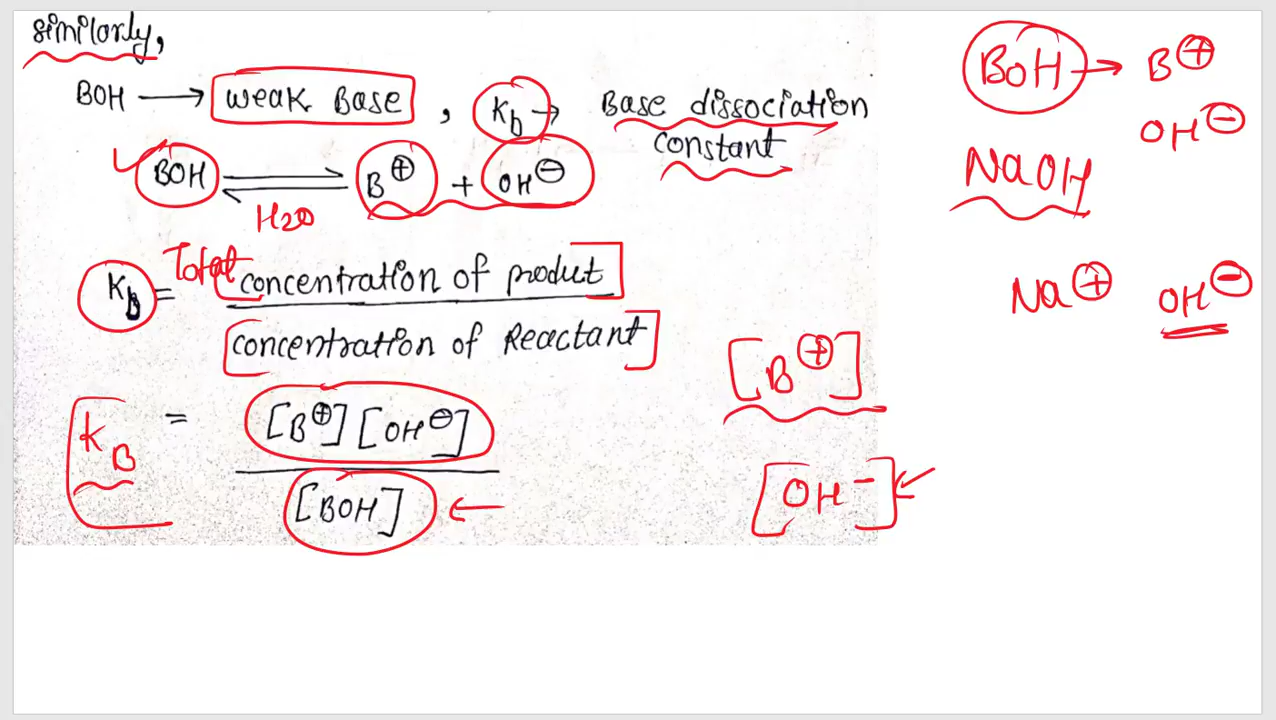 similarly,
BOH → weak Base , Kb → Base dissociation
constant
BOH ⇌ B⊕ + OH⊖
H2O
Kb = Total concentration of product
concentration of Reactant
KB = [B⊕] [OH⊖]
[BOH] ←
BOH → B⊕
OH⊖
NaOH
Na⊕ OH⊖
[B⊕]
[OH−]